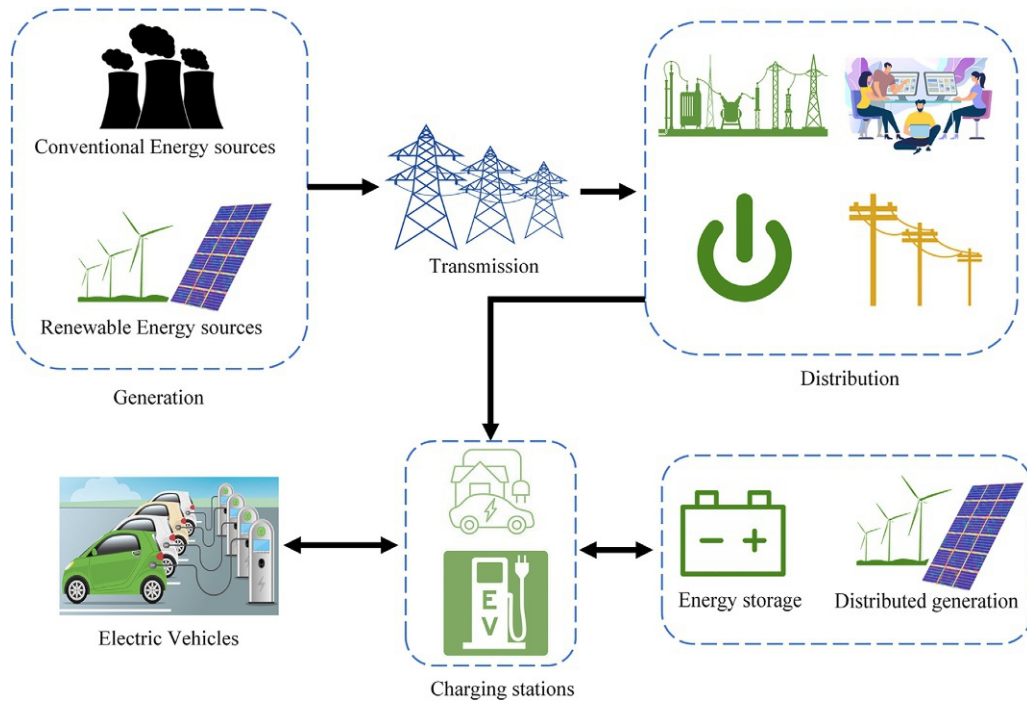 Conventional Energy sources
Renewable Energy sources
Generation
Transmission
Distribution
Electric Vehicles
E
V
Charging stations
Energy storage
Distributed generation